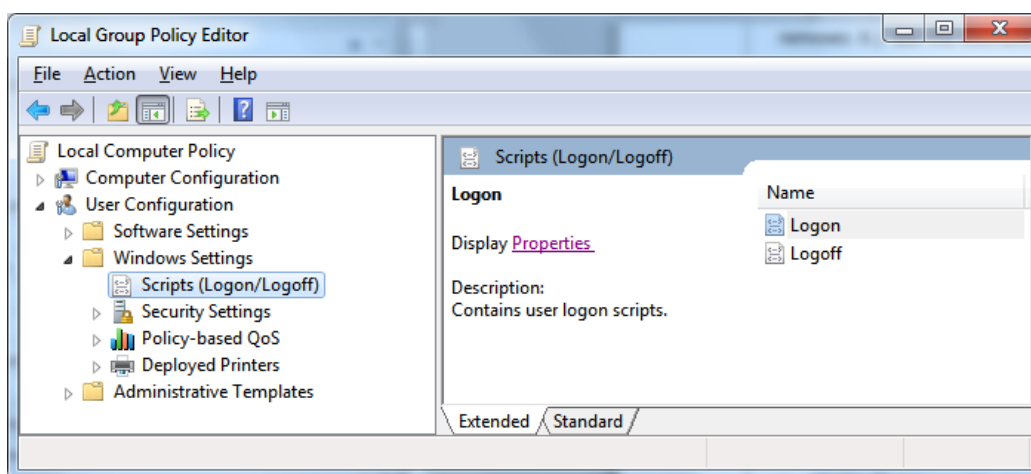 Local Group Policy Editor
File Action View Help
Local Computer Policy
Computer Configuration
User Configuration
Software Settings
Windows Settings
Scripts (Logon/Logoff)
Security Settings
Policy-based QoS
Deployed Printers
Administrative Templates
Scripts (Logon/Logoff)
Logon
Display Properties
Description:
Contains user logon scripts.
Name
Logon
Logoff
Extended Standard